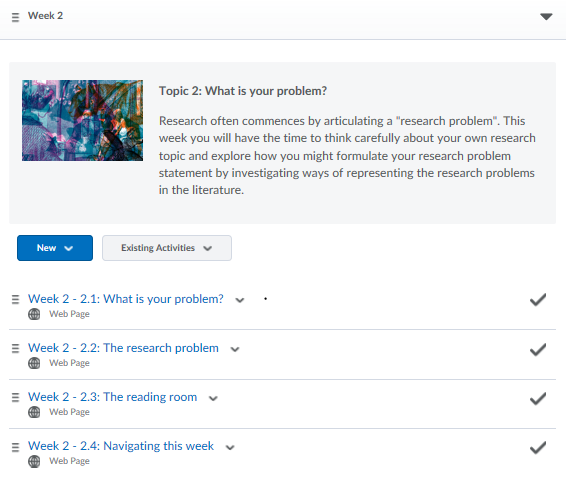 Week 2
Topic 2: What is your problem?
Research often commences by articulating a "research problem". This
week you will have the time to think carefully about your own research
topic and explore how you might formulate your research problem
statement by investigating ways of representing the research problems
in the literature.
New
Existing Activities
Week 2 - 2.1: What is your problem?
Web Page
Week 2 - 2.2: The research problem
Web Page
Week 2 - 2.3: The reading room
Web Page
Week 2 - 2.4: Navigating this week
Web Page